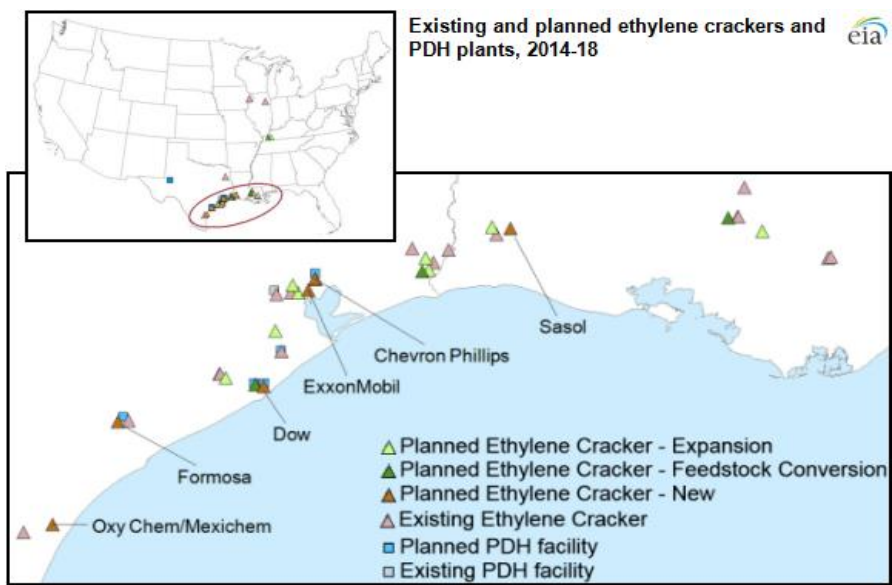 Existing and planned ethylene crackers and
PDH plants, 2014-18
eia
Sasol
Chevron Phillips
ExxonMobil
Dow
Formosa
Oxy Chem/Mexichem
Planned Ethylene Cracker - Expansion
Planned Ethylene Cracker - Feedstock Conversion
Planned Ethylene Cracker - New
Existing Ethylene Cracker
Planned PDH facility
Existing PDH facility